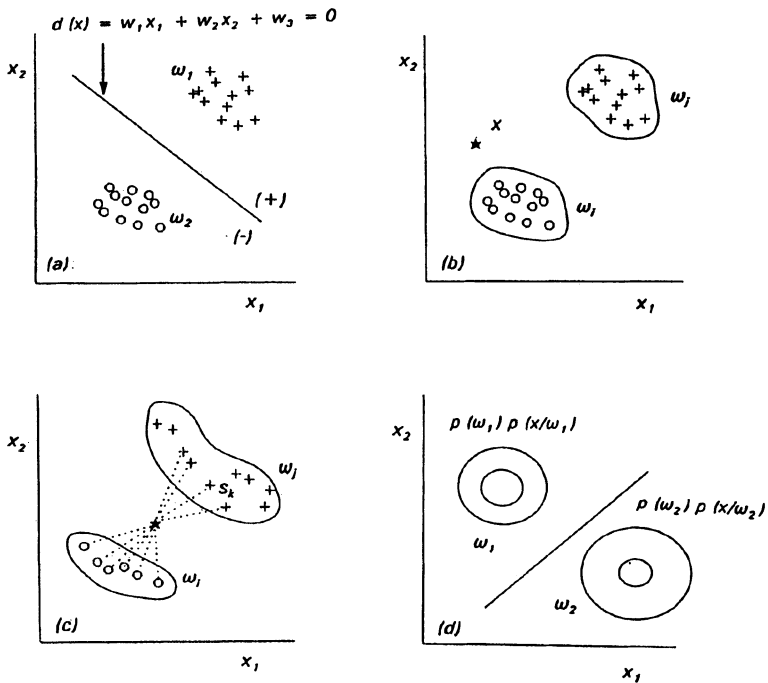 d (x) = w₁x₁ + w₂x₂ + w₃ = 0
x₂
ω₁
ω₂
(+)
(-)
(a)
x₁
x₂
x
ωⱼ
ωᵢ
(b)
x₁
x₂
ωⱼ
sₖ
ωᵢ
(c)
x₁
p (ω₁) p (x/ω₁)
x₂
p (ω₂) p (x/ω₂)
ω₁
ω₂
(d)
x₁